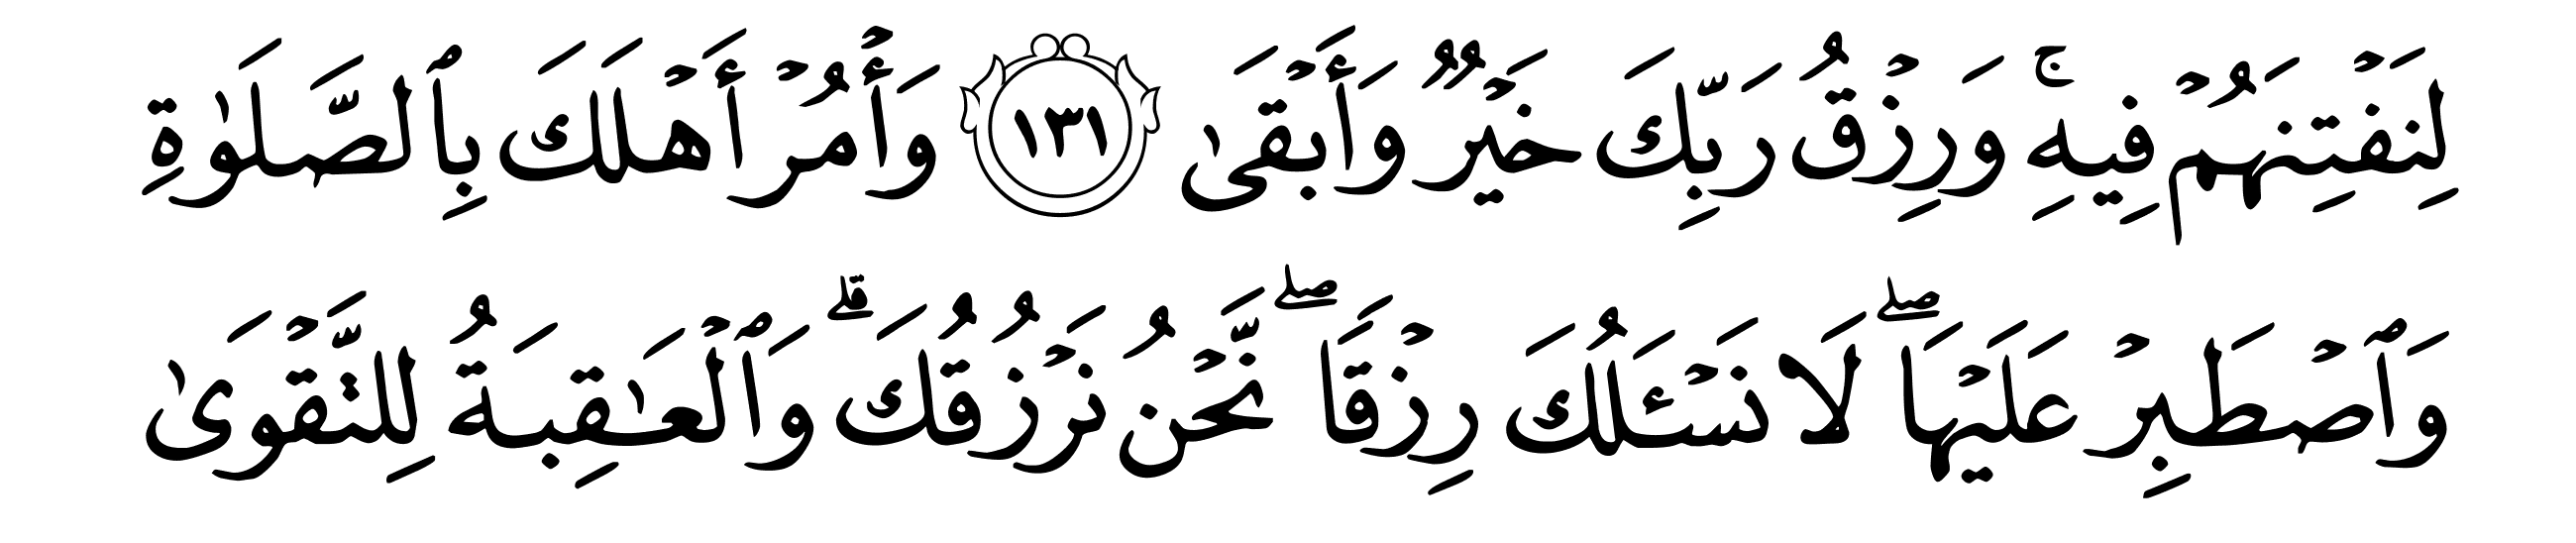 لِنَفۡتِنَهُمۡ فِيهِۚ وَرِزۡقُ رَبِّكَ خَيۡرٞ وَأَبۡقَىٰ ١٣١ وَأۡمُرۡ أَهۡلَكَ بِٱلصَّلَوٰةِ
وَٱصۡطَبِرۡ عَلَيۡهَاۖ لَا نَسۡـَٔلُكَ رِزۡقٗاۖ نَّحۡنُ نَرۡزُقُكَۗ وَٱلۡعَٰقِبَةُ لِلتَّقۡوَىٰ